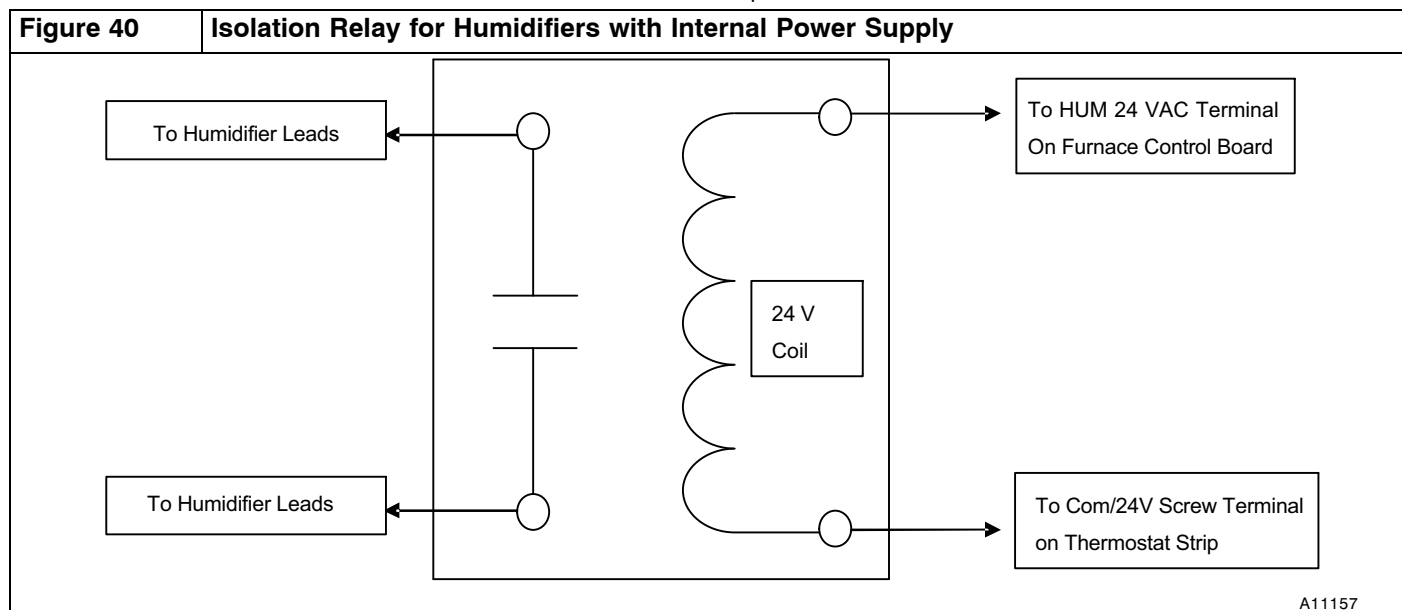 Figure 40 Isolation Relay for Humidifiers with Internal Power Supply
To Humidifier Leads
To HUM 24 VAC Terminal
On Furnace Control Board
24 V
Coil
To Humidifier Leads
To Com/24V Screw Terminal
on Thermostat Strip
A11157